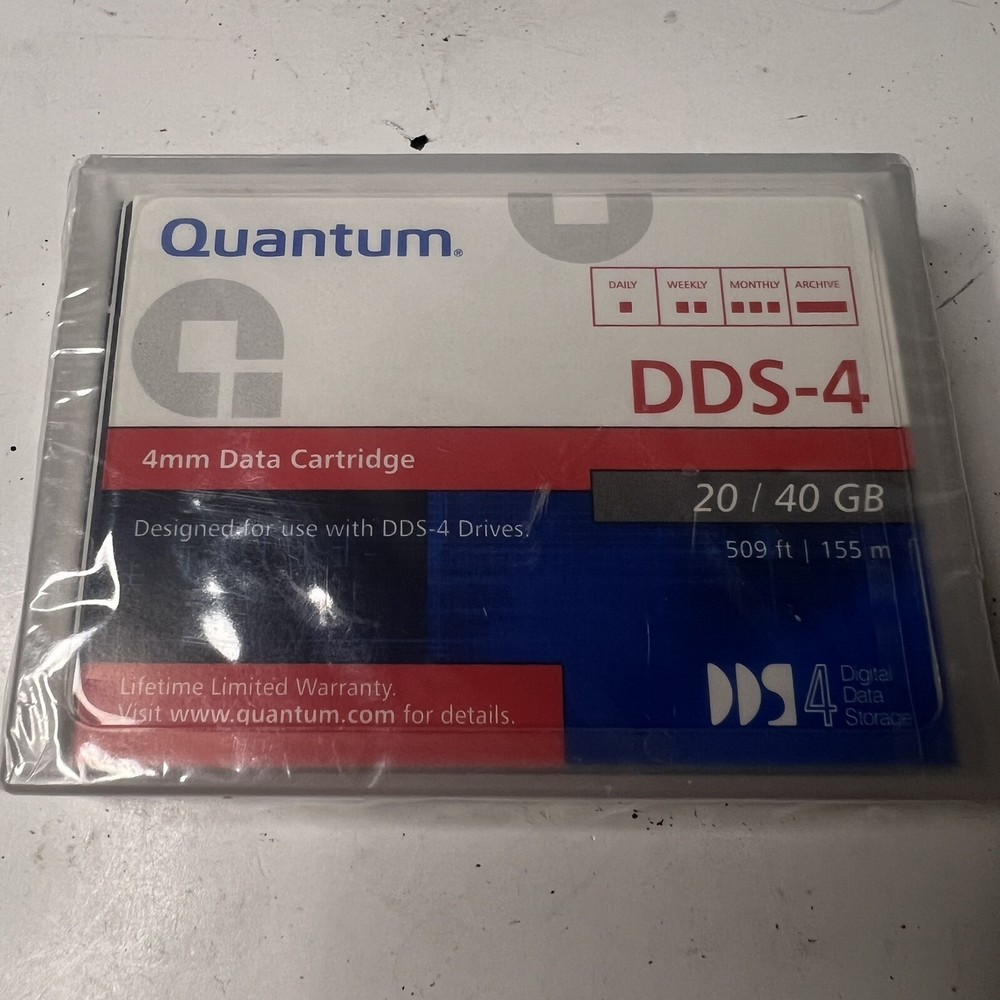 Quantum®
DAILY WEEKLY MONTHLY ARCHIVE
DDS-4
4mm Data Cartridge
20 / 40 GB
Designed for use with DDS-4 Drives.
509 ft | 155 m
Lifetime Limited Warranty.
Visit www.quantum.com for details.
DDS 4 Digital
Data
Storage